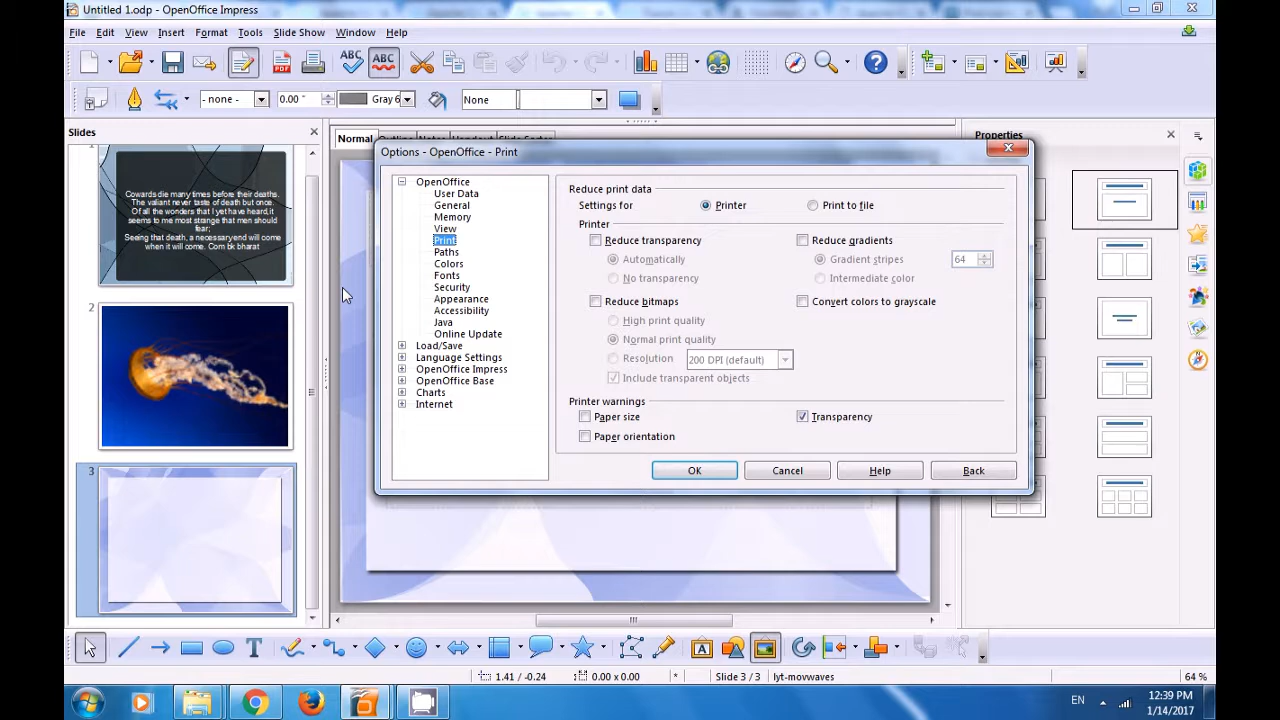 Untitled 1.odp - OpenOffice Impress
File Edit View Insert Format Tools Slide Show Window Help
ABC ABC
- none - 0.00 " Gray 6 None
Slides
Normal
Properties
1
Cowards die many times before their deaths.
The valiant never taste of death but once.
Of all the wonders that I yet have heard,it
seems to me most strange that men should
fear;
Seeing that death, a necessaryend will come
when it will come. Com bk bharat
2
3
Options - OpenOffice - Print
OpenOffice
User Data
General
Memory
View
Print
Paths
Colors
Fonts
Security
Appearance
Accessibility
Java
Online Update
Load/Save
Language Settings
OpenOffice Impress
OpenOffice Base
Charts
Internet
Reduce print data
Settings for Printer Print to file
Printer
Reduce transparency Reduce gradients
Automatically Gradient stripes 64
No transparency Intermediate color
Reduce bitmaps Convert colors to grayscale
High print quality
Normal print quality
Resolution 200 DPI (default)
Include transparent objects
Printer warnings
Paper size Transparency
Paper orientation
OK Cancel Help Back
1.41 / -0.24 0.00 x 0.00 * Slide 3 / 3 lyt-movwaves 64 %
EN 12:39 PM
1/14/2017